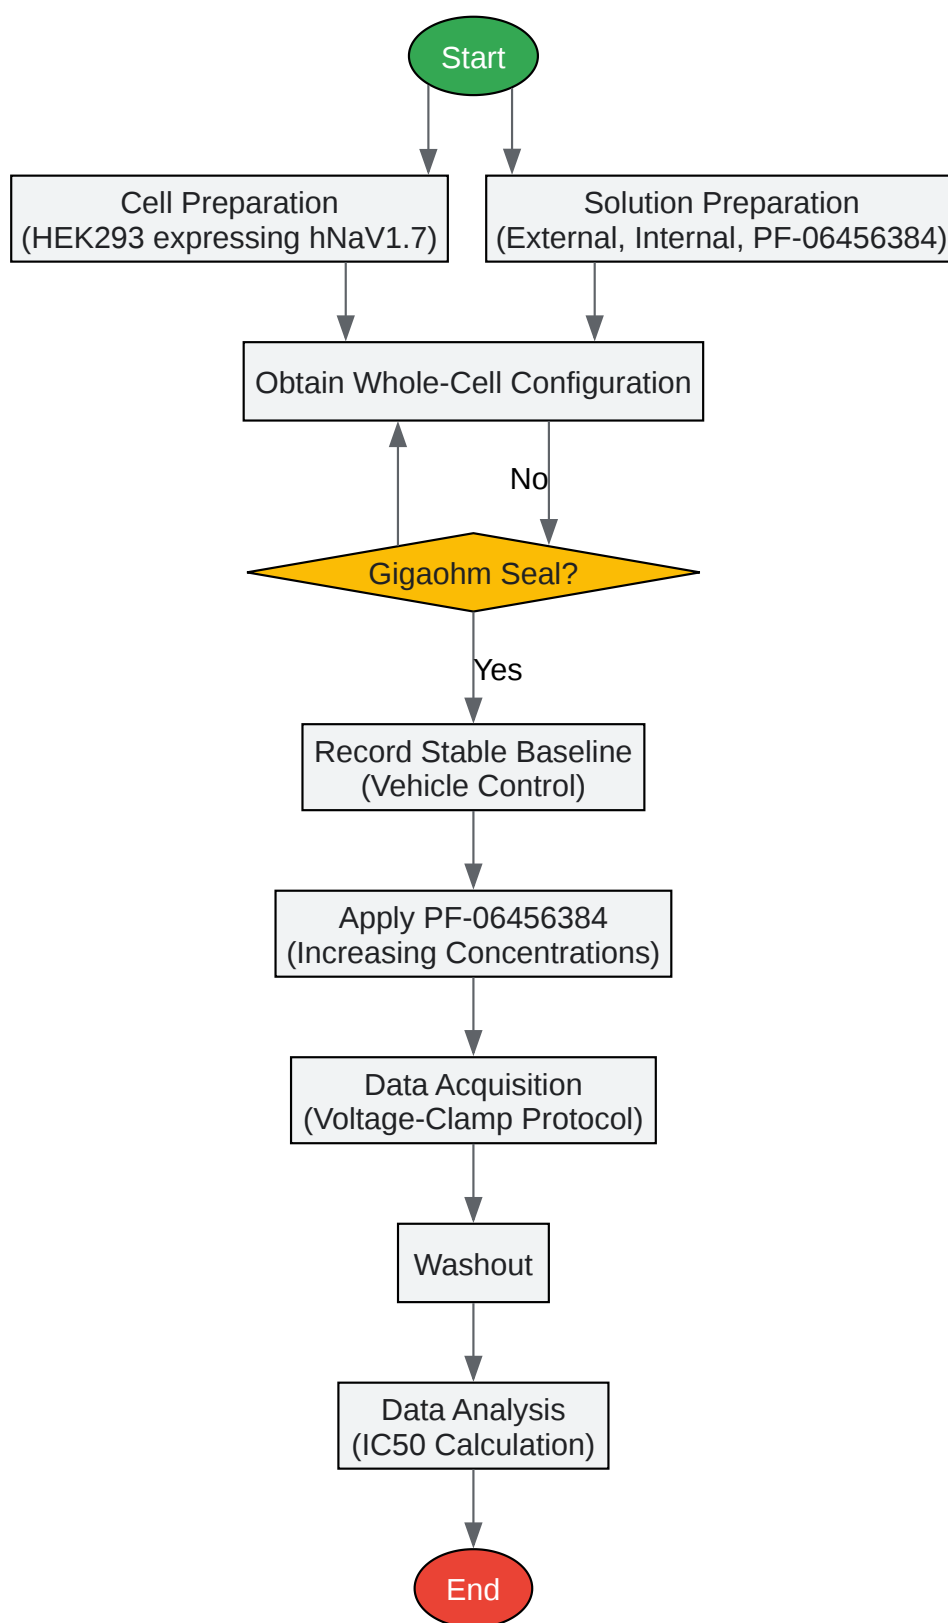 Start
Cell Preparation
(HEK293 expressing hNaV1.7)
Solution Preparation
(External, Internal, PF-06456384)
Obtain Whole-Cell Configuration
No
Gigaohm Seal?
Yes
Record Stable Baseline
(Vehicle Control)
Apply PF-06456384
(Increasing Concentrations)
Data Acquisition
(Voltage-Clamp Protocol)
Washout
Data Analysis
(IC50 Calculation)
End